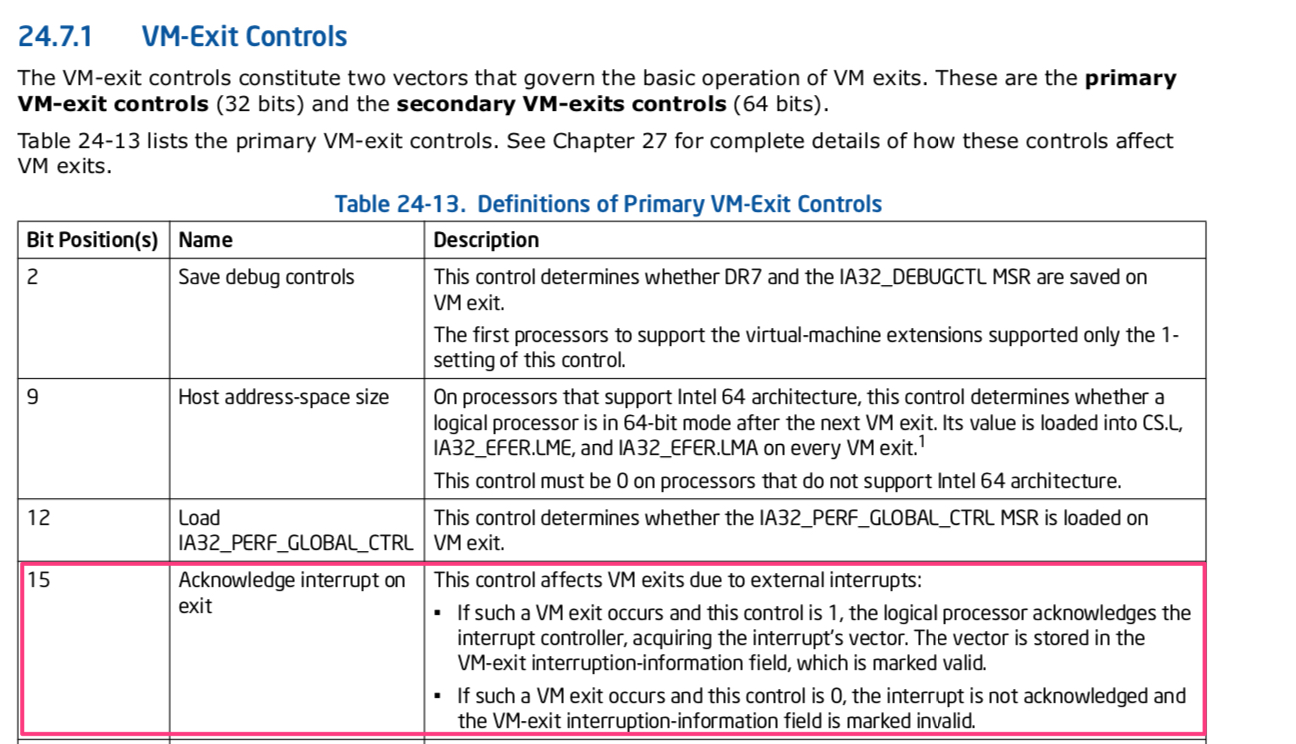 24.7.1 VM-Exit Controls
The VM-exit controls constitute two vectors that govern the basic operation of VM exits. These are the primary
VM-exit controls (32 bits) and the secondary VM-exits controls (64 bits).
Table 24-13 lists the primary VM-exit controls. See Chapter 27 for complete details of how these controls affect
VM exits.
Table 24-13. Definitions of Primary VM-Exit Controls
Bit Position(s) Name Description
2 Save debug controls This control determines whether DR7 and the IA32_DEBUGCTL MSR are saved on
VM exit.
The first processors to support the virtual-machine extensions supported only the 1-
setting of this control.
9 Host address-space size On processors that support Intel 64 architecture, this control determines whether a
logical processor is in 64-bit mode after the next VM exit. Its value is loaded into CS.L,
IA32_EFER.LME, and IA32_EFER.LMA on every VM exit.1
This control must be 0 on processors that do not support Intel 64 architecture.
12 Load This control determines whether the IA32_PERF_GLOBAL_CTRL MSR is loaded on
IA32_PERF_GLOBAL_CTRL VM exit.
15 Acknowledge interrupt on This control affects VM exits due to external interrupts:
exit
▪ If such a VM exit occurs and this control is 1, the logical processor acknowledges the
interrupt controller, acquiring the interrupt's vector. The vector is stored in the
VM-exit interruption-information field, which is marked valid.
▪ If such a VM exit occurs and this control is 0, the interrupt is not acknowledged and
the VM-exit interruption-information field is marked invalid.